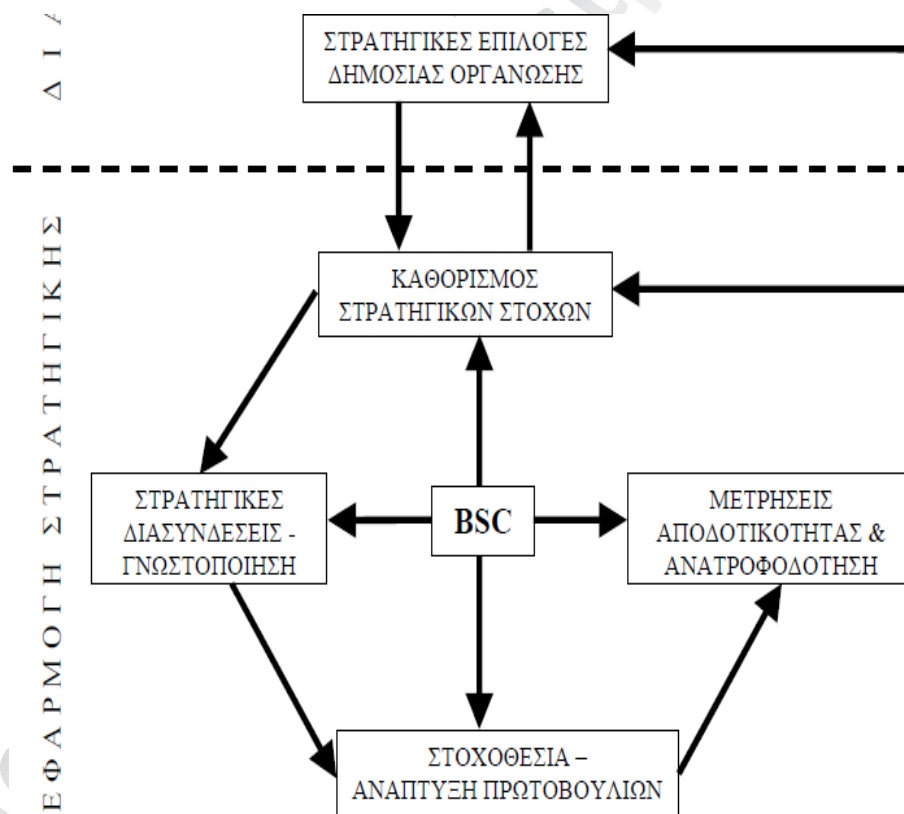 ΣΤΡΑΤΗΓΙΚΕΣ ΕΠΙΛΟΓΕΣ
ΔΗΜΟΣΙΑΣ ΟΡΓΑΝΩΣΗΣ
ΕΦΑΡΜΟΓΗ ΣΤΡΑΤΗΓΙΚΗΣ
ΚΑΘΟΡΙΣΜΟΣ
ΣΤΡΑΤΗΓΙΚΩΝ ΣΤΟΧΩΝ
ΣΤΡΑΤΗΓΙΚΕΣ
ΔΙΑΣΥΝΔΕΣΕΙΣ -
ΓΝΩΣΤΟΠΟΙΗΣΗ
BSC
ΜΕΤΡΗΣΕΙΣ
ΑΠΟΔΟΤΙΚΟΤΗΤΑΣ &
ΑΝΑΤΡΟΦΟΔΟΤΗΣΗ
ΣΤΟΧΟΘΕΣΙΑ –
ΑΝΑΠΤΥΞΗ ΠΡΩΤΟΒΟΥΛΙΩΝ